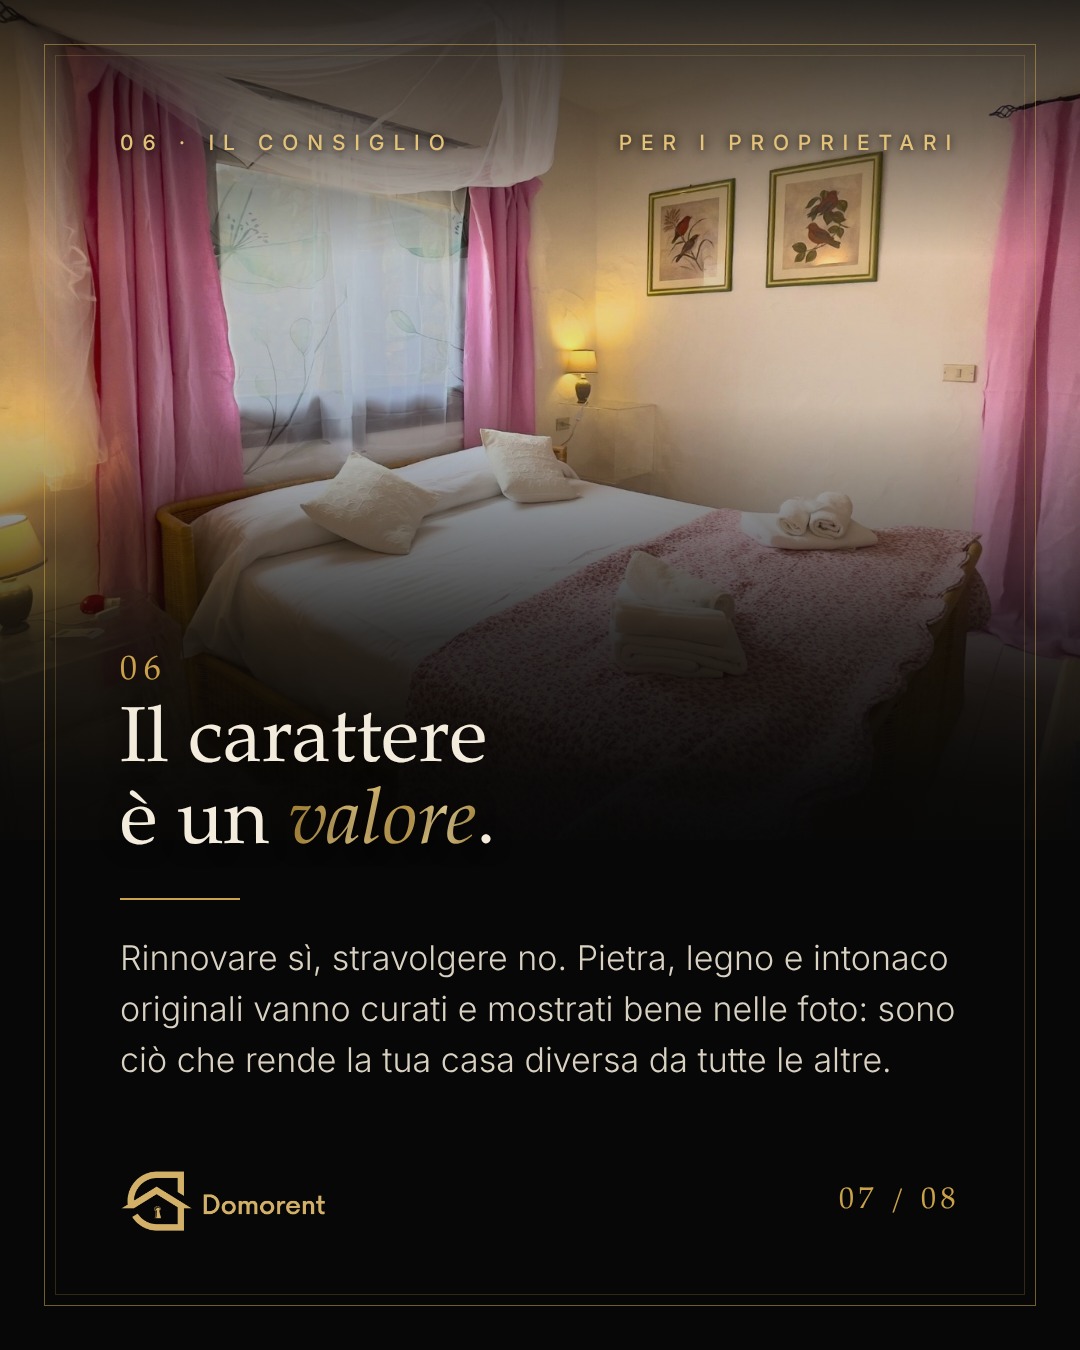 06 · IL CONSIGLIO
PER I PROPRIETARI
06
Il carattere
è un valore.
Rinnovare sì, stravolgere no. Pietra, legno e intonaco
originali vanno curati e mostrati bene nelle foto: sono
ciò che rende la tua casa diversa da tutte le altre.
Domorent
07 / 08